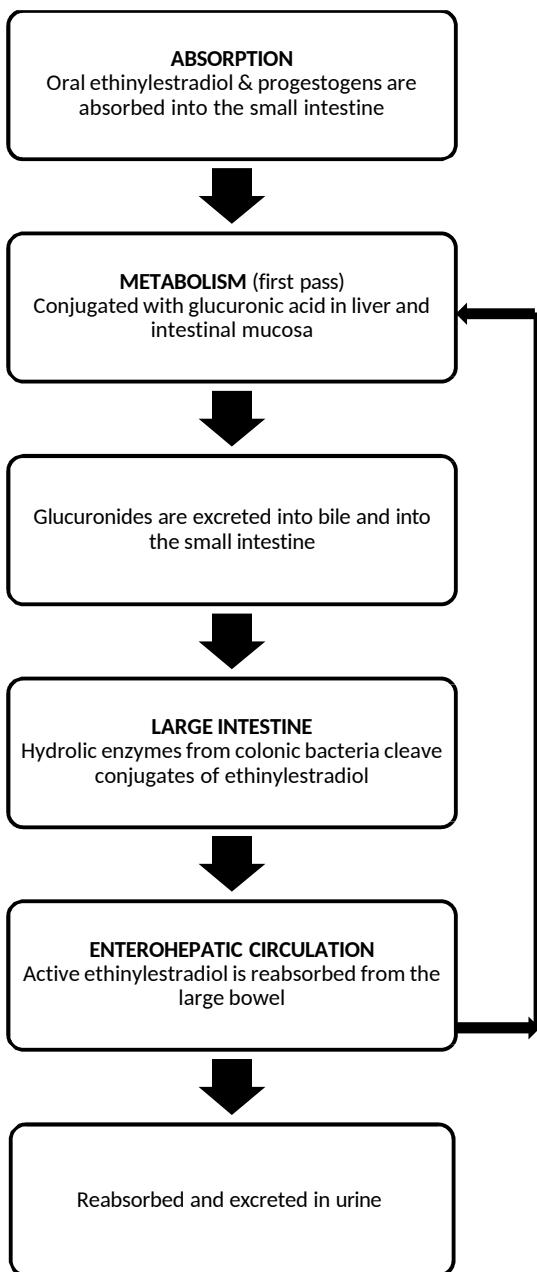 ABSORPTION
Oral ethinylestradiol & progestogens are
absorbed into the small intestine
METABOLISM (first pass)
Conjugated with glucuronic acid in liver and
intestinal mucosa
Glucuronides are excreted into bile and into
the small intestine
LARGE INTESTINE
Hydrolic enzymes from colonic bacteria cleave
conjugates of ethinylestradiol
ENTEROHEPATIC CIRCULATION
Active ethinylestradiol is reabsorbed from the
large bowel
Reabsorbed and excreted in urine